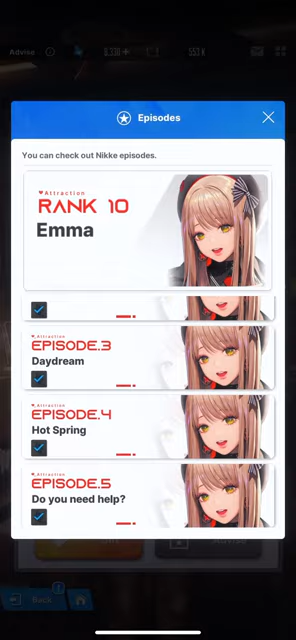 Advise
553 K
Episodes
You can check out Nikke episodes.
♥Attraction
RANK 10
Emma
Attraction
EPISODE.3
Daydream
Attraction
EPISODE.4
Hot Spring
Attraction
EPISODE.5
Do you need help?
Back